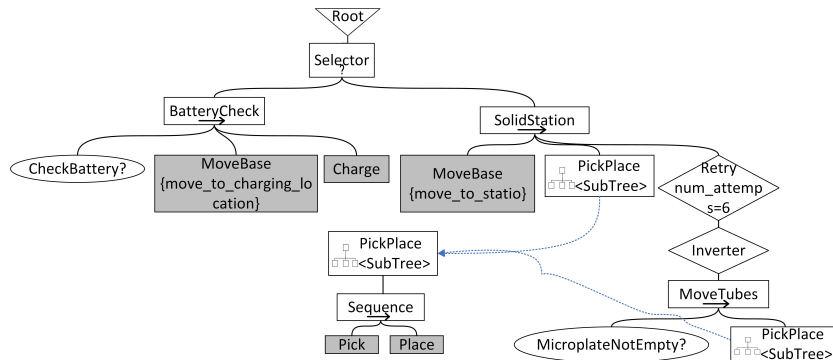 Root
Selector
?
BatteryCheck
SolidStation
CheckBattery?
MoveBase
{move_to_charging_lo
cation}
Charge
MoveBase
{move_to_statio}
PickPlace
<SubTree>
Retry
num_attemp
s=6
PickPlace
<SubTree>
Inverter
Sequence
MoveTubes
Pick
Place
MicroplateNotEmpty?
PickPlace
<SubTree>